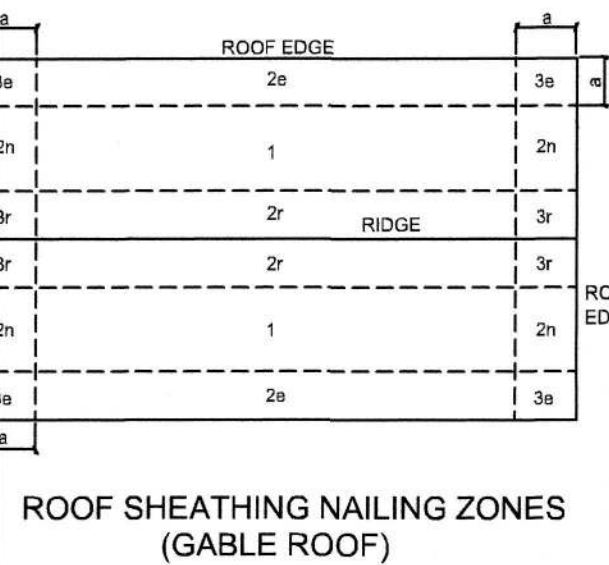 a a
ROOF EDGE
2e 3e a
2n 1 2n
2r 3r
RIDGE
3r 2r 3r
2n 1 2n
2e 3e
a
ROOF SHEATHING NAILING ZONES
(GABLE ROOF)